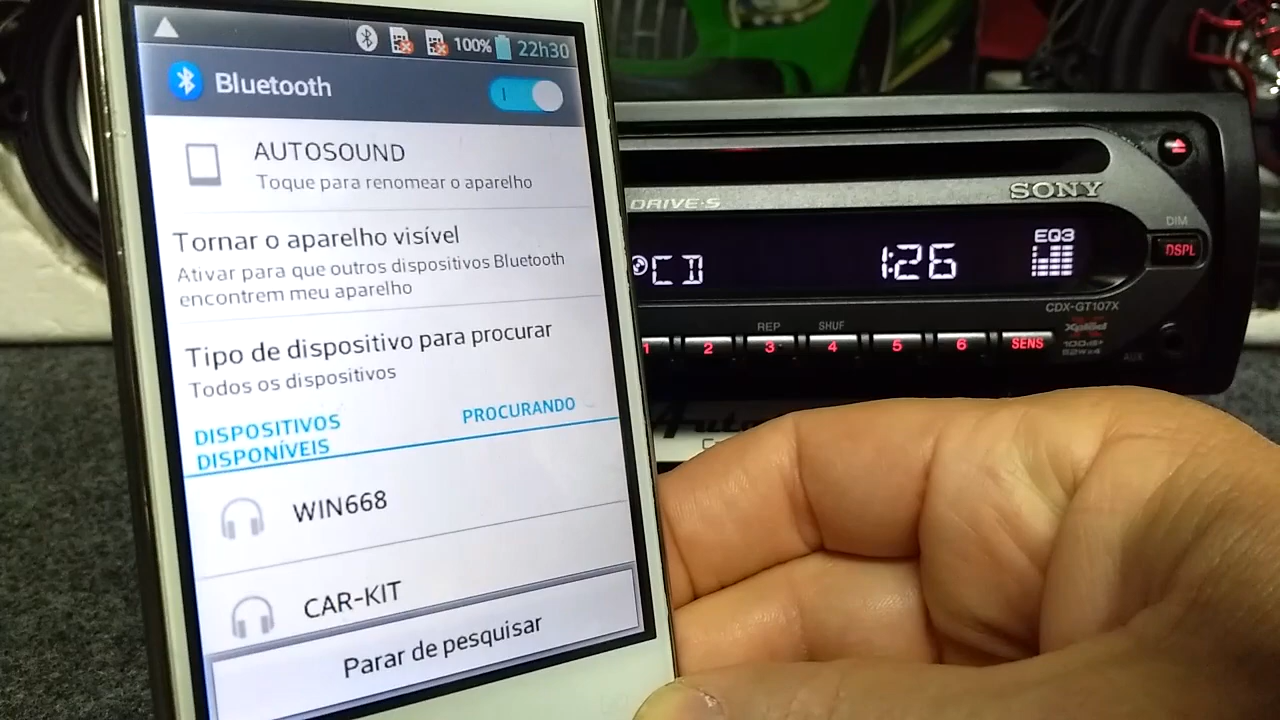 100% 22h30
Bluetooth
AUTOSOUND
Toque para renomear o aparelho
Tornar o aparelho visível
Ativar para que outros dispositivos Bluetooth
encontrem meu aparelho
Tipo de dispositivo para procurar
Todos os dispositivos
DISPOSITIVOS
DISPONÍVEIS
PROCURANDO
WIN668
CAR-KIT
Parar de pesquisar
DRIVE-S
SONY
DIM
DSPL
CD
1:26
EQ3
CDX-GT107X
Xplod
REP
SHUF
1
2
3
4
5
6
SENS
52Wx4
AUX